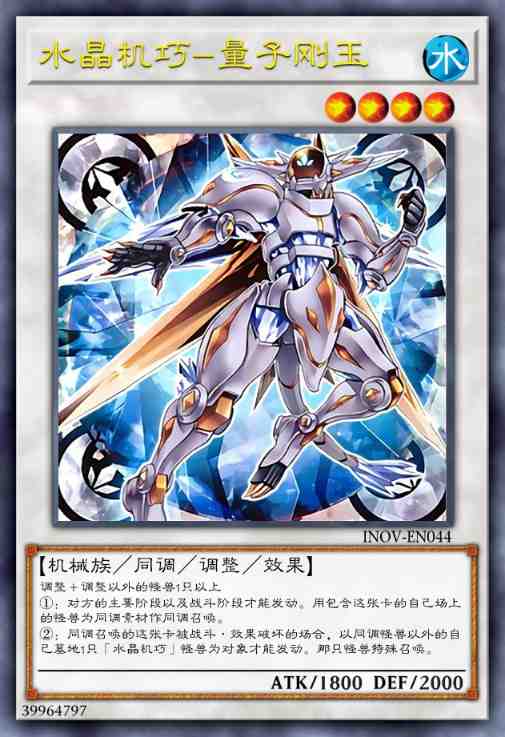 水晶机巧-量子刚玉
水
INOV-EN044
【机械族／同调／调整／效果】
调整＋调整以外的怪兽1只以上
①：对方的主要阶段以及战斗阶段才能发动。用包含这张卡的自己场上
的怪兽为同调素材作同调召唤。
②：同调召唤的这张卡被战斗·效果破坏的场合，以同调怪兽以外的自
己墓地1只「水晶机巧」怪兽为对象才能发动。那只怪兽特殊召唤。
ATK/1800 DEF/2000
39964797